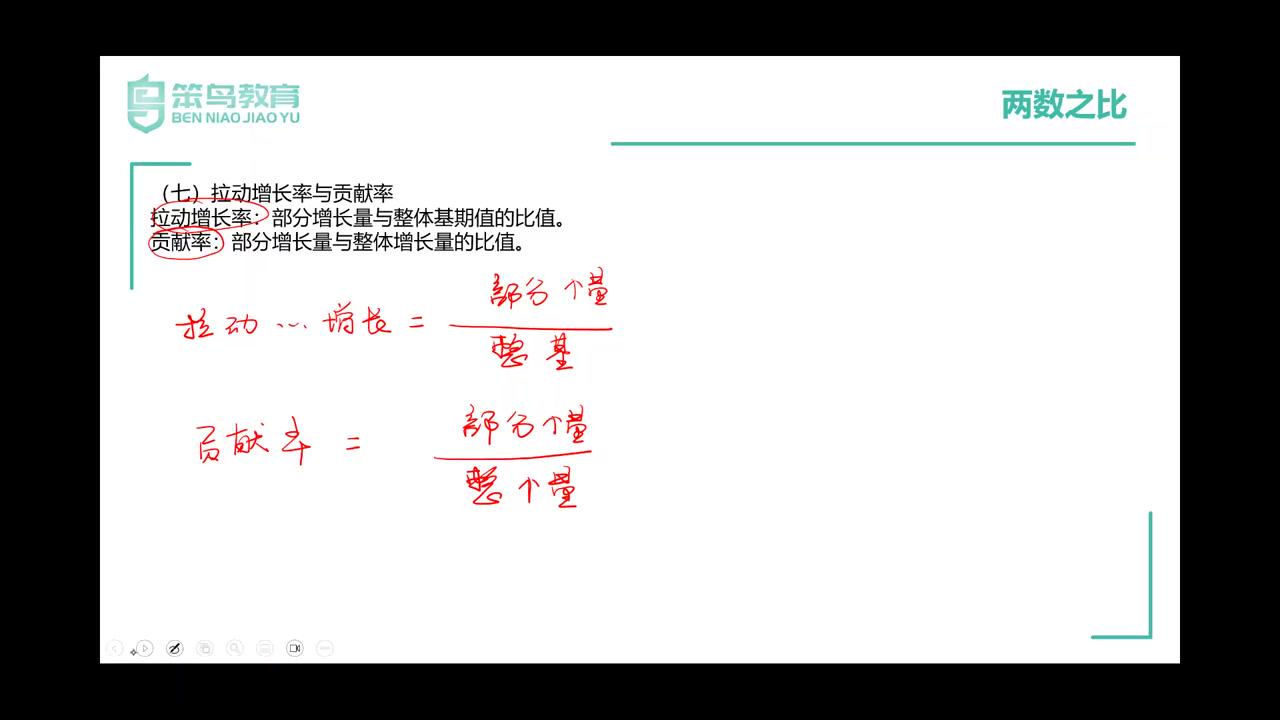 笨鸟教育
BEN NIAO JIAO YU
两数之比
（七）拉动增长率与贡献率
拉动增长率：部分增长量与整体基期值的比值。
贡献率：部分增长量与整体增长量的比值。
部分个量
拉动…增长=
整 基
部分个量
贡献率 =
整个量